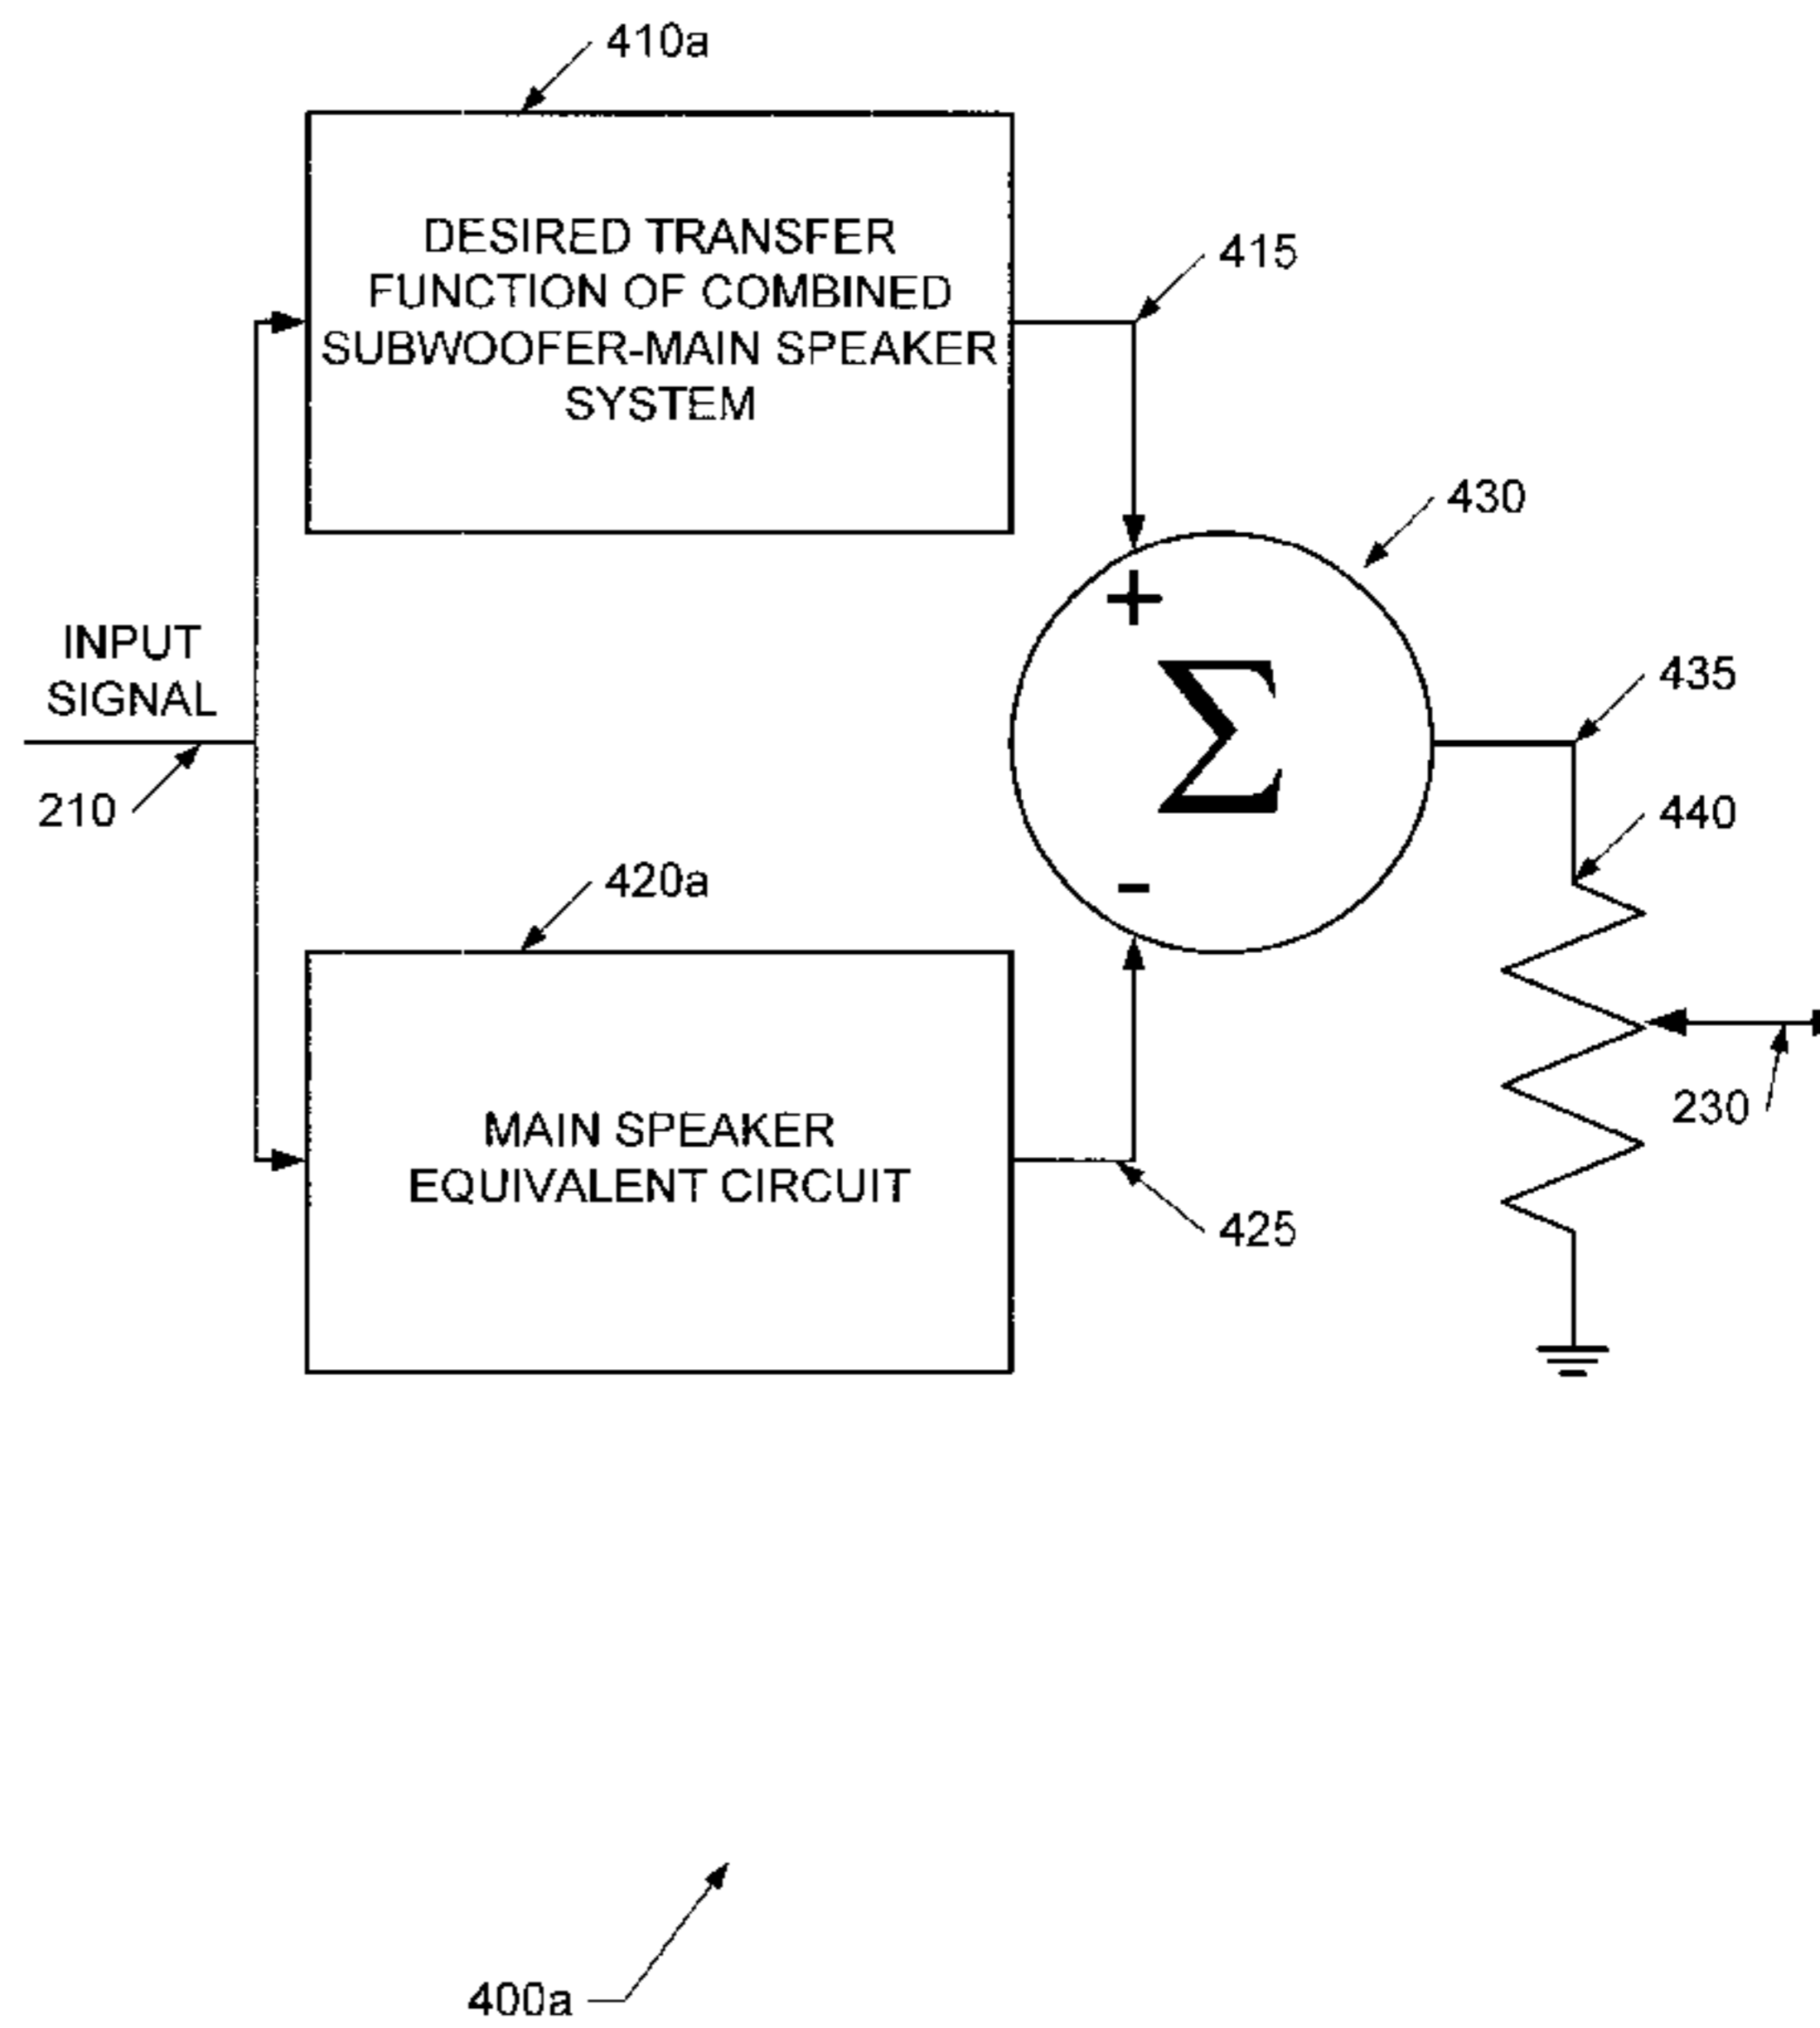 410a
DESIRED TRANSFER
FUNCTION OF COMBINED
SUBWOOFER-MAIN SPEAKER
SYSTEM
415
430
+
Σ
-
INPUT
SIGNAL
210
435
440
420a
MAIN SPEAKER
EQUIVALENT CIRCUIT
425
230
400a